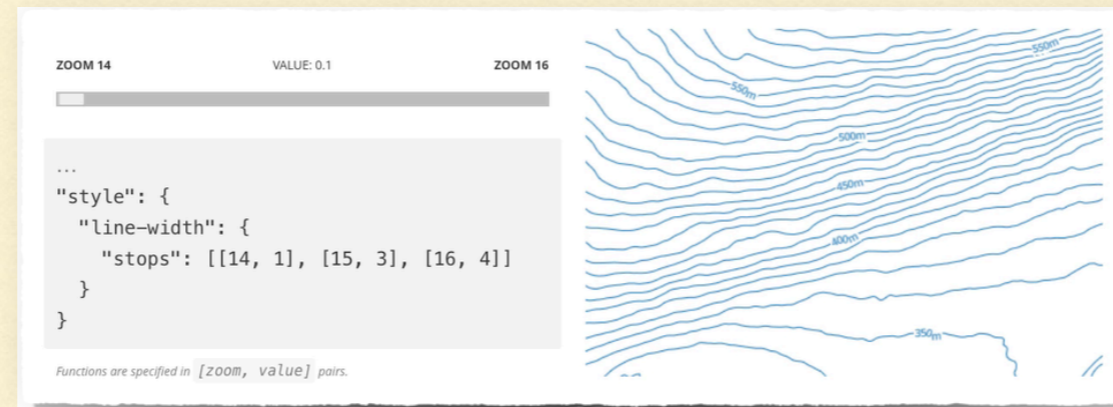 ZOOM 14 VALUE: 0.1 ZOOM 16
...
"style": {
"line-width": {
"stops": [[14, 1], [15, 3], [16, 4]]
}
}
Functions are specified in [zoom, value] pairs.
550m
550m
500m
450m
400m
350m